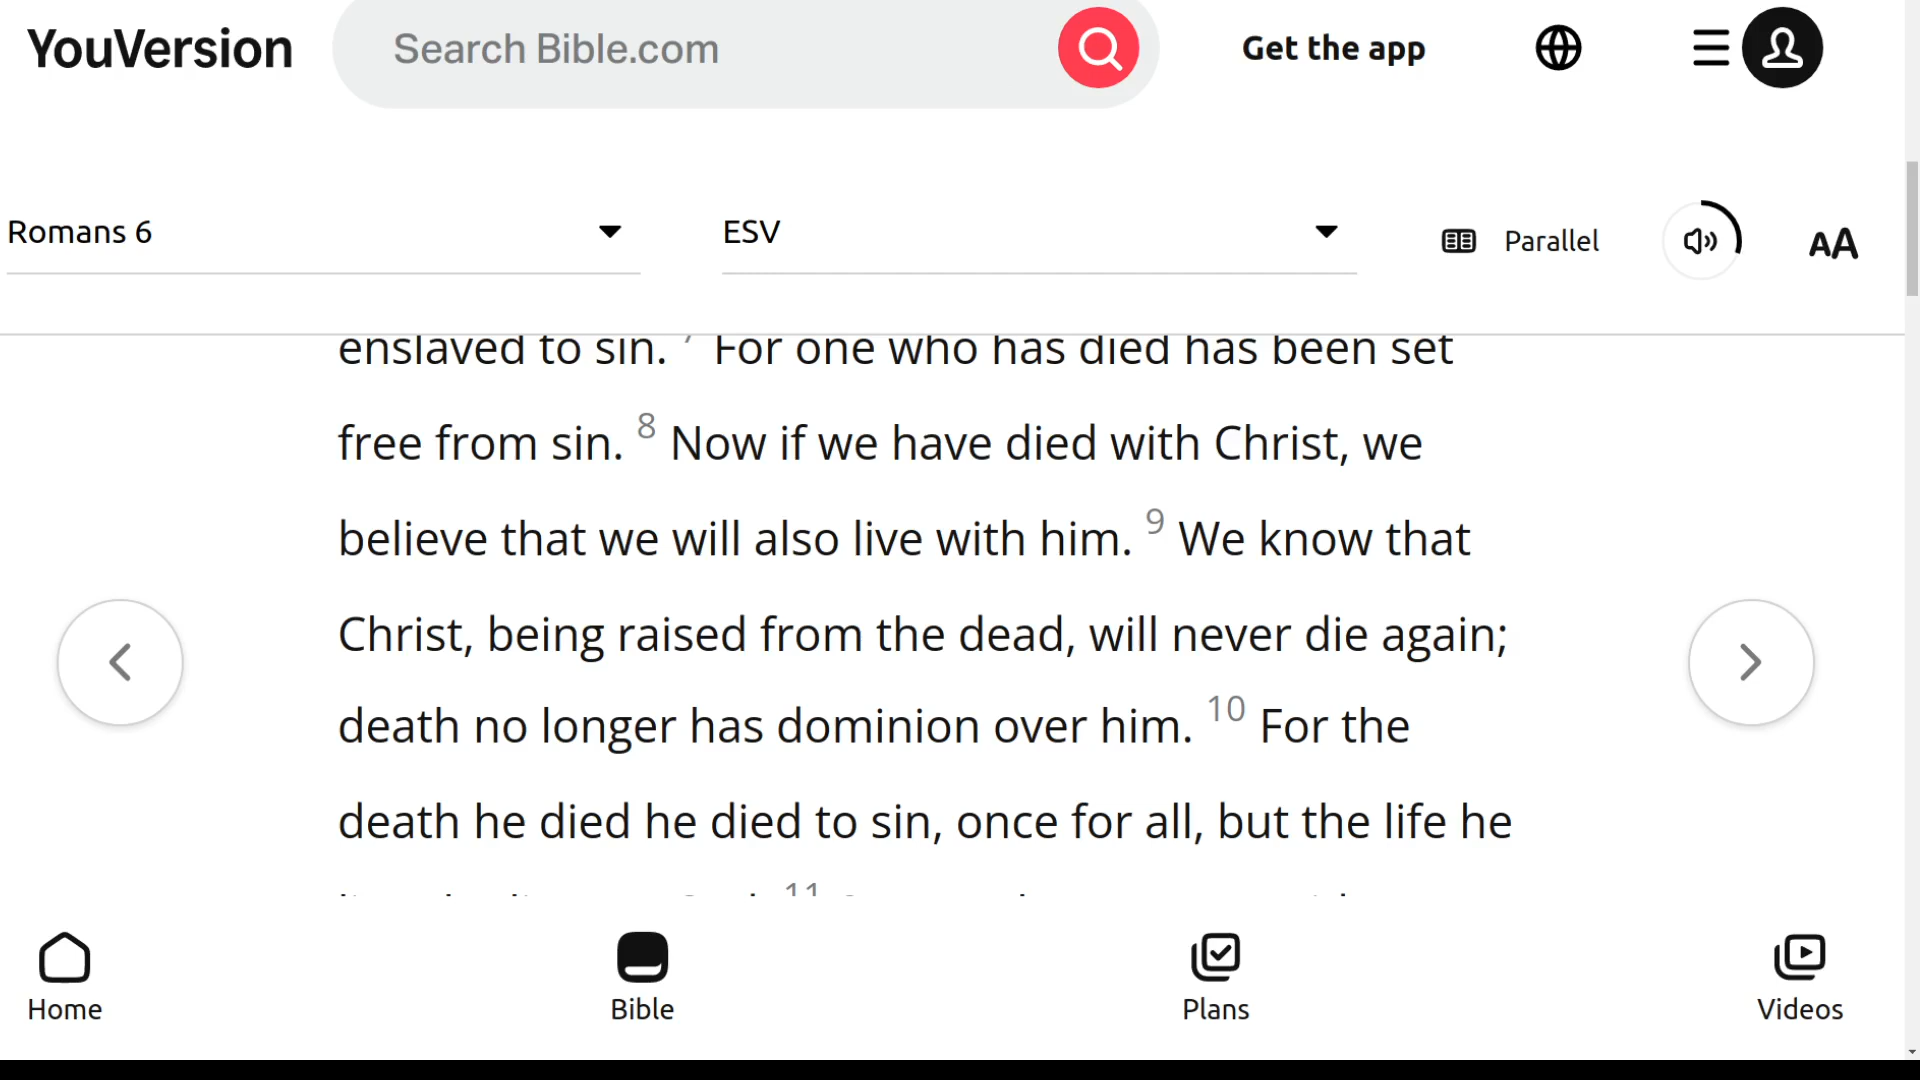 YouVersion
Search Bible.com
Get the app
Romans 6
ESV
Parallel
AA
enslaved to sin. 7 For one who has died has been set
free from sin. 8 Now if we have died with Christ, we
believe that we will also live with him. 9 We know that
Christ, being raised from the dead, will never die again;
death no longer has dominion over him. 10 For the
death he died he died to sin, once for all, but the life he
11
Home
Bible
Plans
Videos